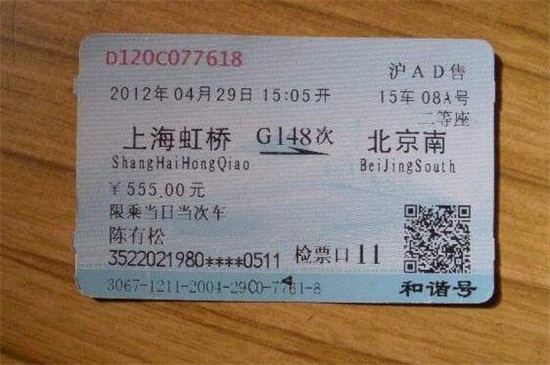 D120C077618
沪AD售
2012年04月29日15:05开
15车08A号
二等座
上海虹桥 G148次 北京南
ShangHaiHongQiao BeiJingSouth
￥555.00元
限乘当日当次车
陈有松
3522021980****0511 检票口11
3067-1211-2004-29C0-7761-8 和谐号